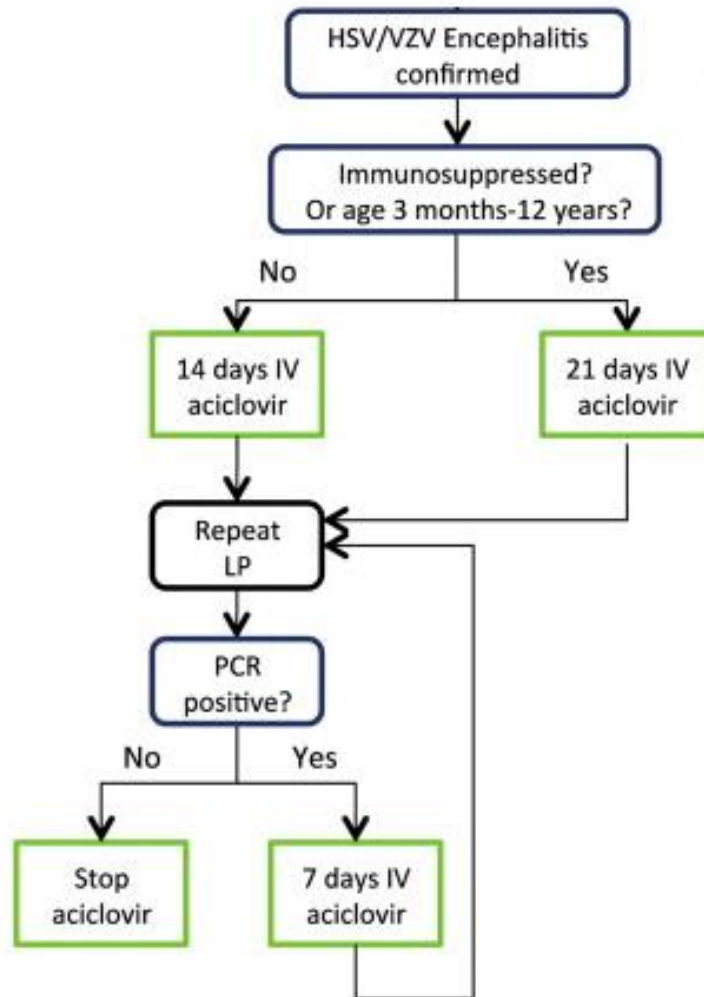 HSV/VZV Encephalitis
confirmed
Immunosuppressed?
Or age 3 months-12 years?
No
Yes
14 days IV
aciclovir
21 days IV
aciclovir
Repeat
LP
PCR
positive?
No
Yes
Stop
aciclovir
7 days IV
aciclovir